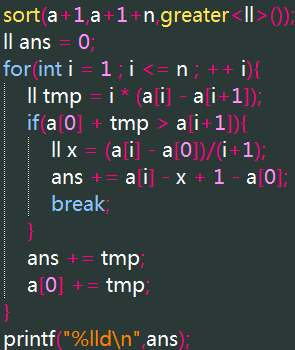 sort(a+1,a+1+n,greater<ll>());
ll ans = 0;
for(int i = 1 ; i <= n ; ++ i){
ll tmp = i * (a[i] - a[i+1]);
if(a[0] + tmp > a[i+1]){
ll x = (a[i] - a[0])/(i+1);
ans += a[i] - x + 1 - a[0];
break;
}
ans += tmp;
a[0] += tmp;
}
printf("%lld\n",ans);